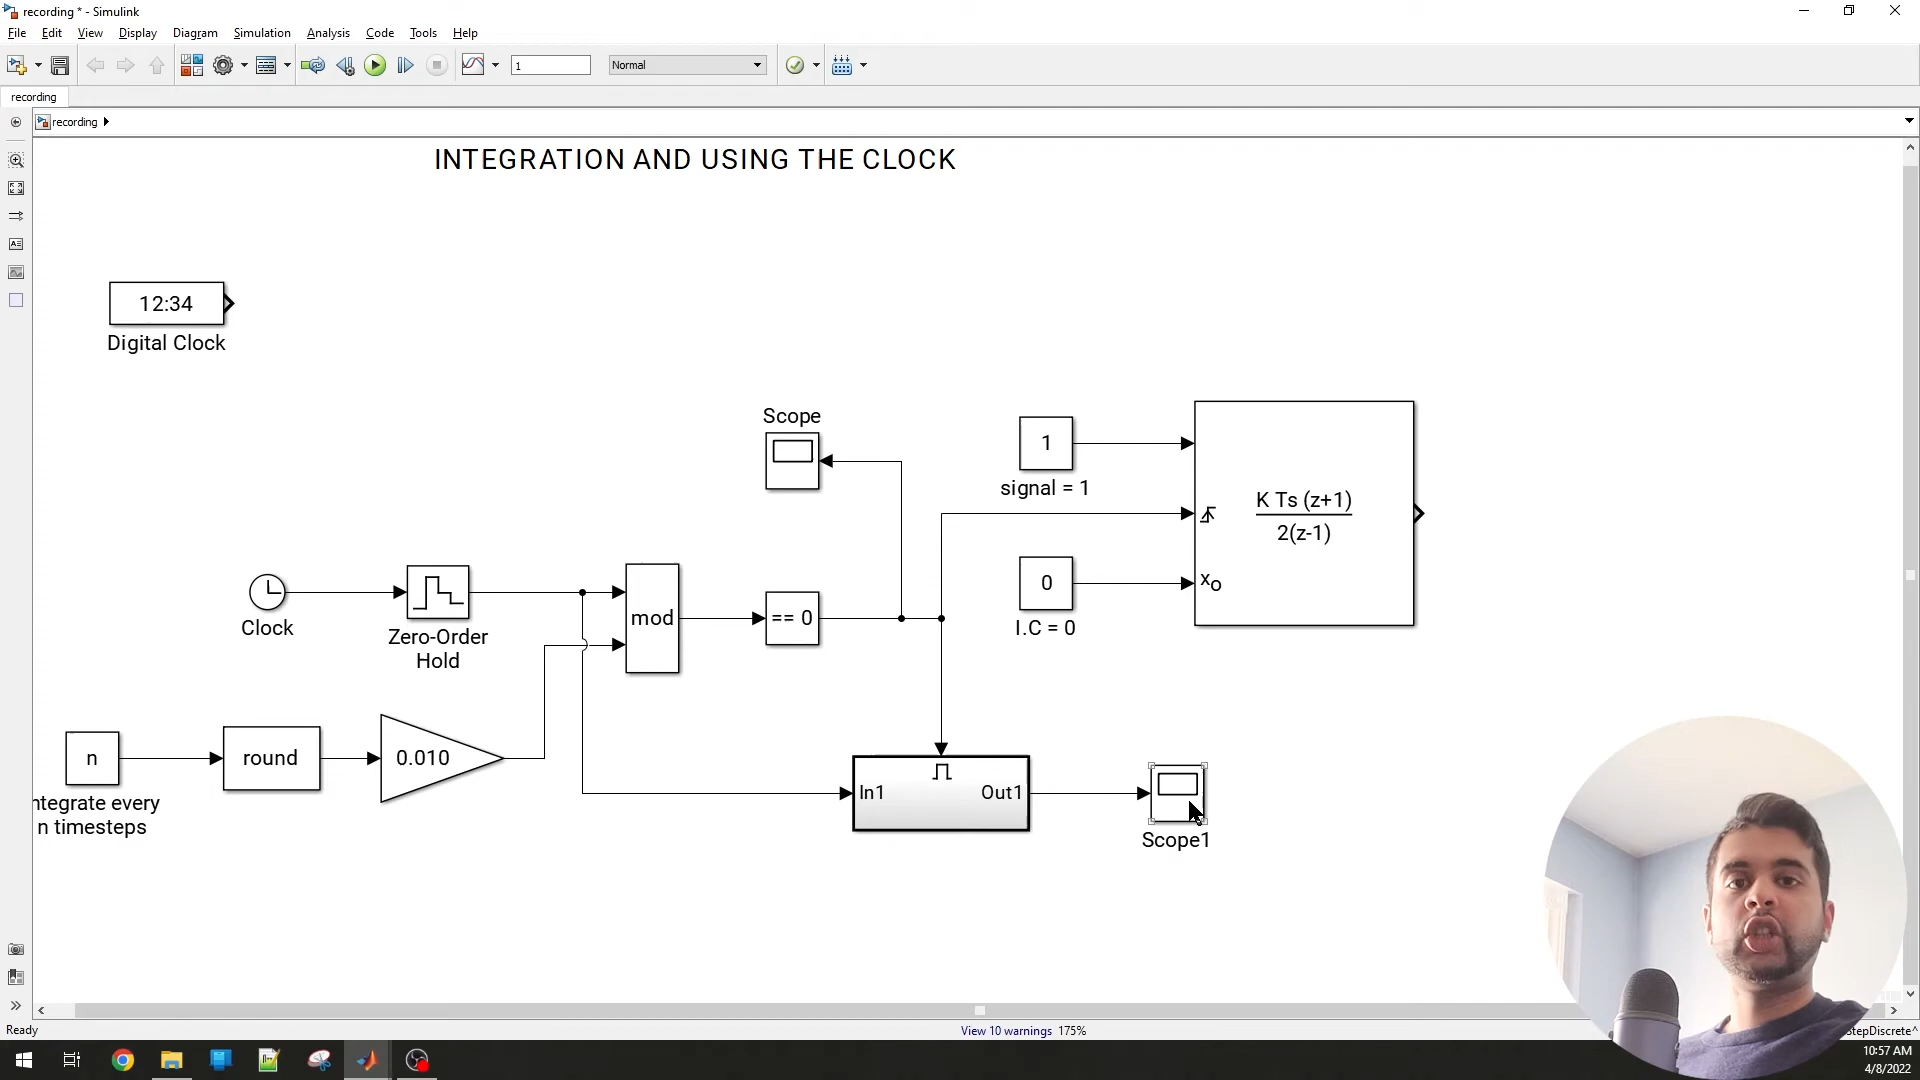 recording * - Simulink
File Edit View Display Diagram Simulation Analysis Code Tools Help
1 Normal
recording
recording
INTEGRATION AND USING THE CLOCK
12:34
Digital Clock
Scope
1
signal = 1
K Ts (z+1)
2(z-1)
xo
0
I.C = 0
Clock
Zero-Order
Hold
mod
== 0
n
ntegrate every
n timesteps
round
0.010
In1 Out1
Scope1
Ready
View 10 warnings 175%
StepDiscrete
10:57 AM
4/8/2022